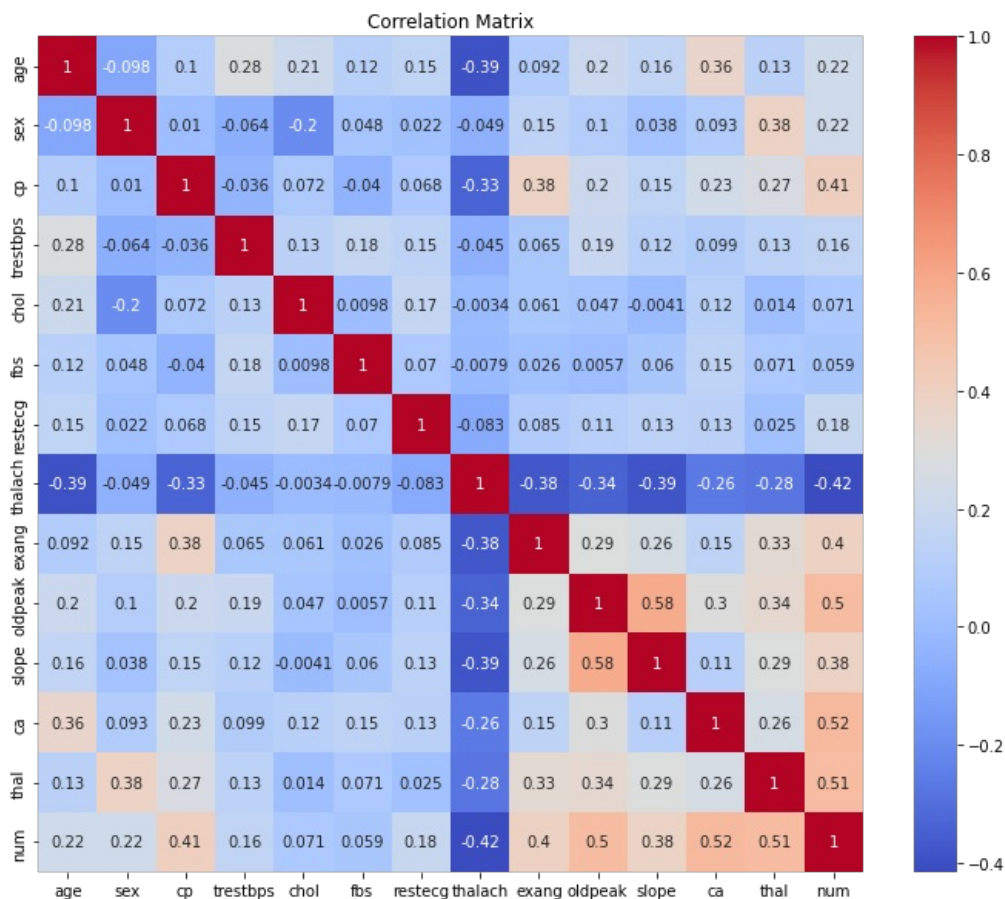 Correlation Matrix
age 1 -0.098 0.1 0.28 0.21 0.12 0.15 -0.39 0.092 0.2 0.16 0.36 0.13 0.22
sex -0.098 1 0.01 -0.064 -0.2 0.048 0.022 -0.049 0.15 0.1 0.038 0.093 0.38 0.22
cp 0.1 0.01 1 -0.036 0.072 -0.04 0.068 -0.33 0.38 0.2 0.15 0.23 0.27 0.41
trestbps 0.28 -0.064 -0.036 1 0.13 0.18 0.15 -0.045 0.065 0.19 0.12 0.099 0.13 0.16
chol 0.21 -0.2 0.072 0.13 1 0.0098 0.17 -0.0034 0.061 0.047 -0.0041 0.12 0.014 0.071
fbs 0.12 0.048 -0.04 0.18 0.0098 1 0.07 -0.0079 0.026 0.0057 0.06 0.15 0.071 0.059
restecg 0.15 0.022 0.068 0.15 0.17 0.07 1 -0.083 0.085 0.11 0.13 0.13 0.025 0.18
thalach -0.39 -0.049 -0.33 -0.045 -0.0034 -0.0079 -0.083 1 -0.38 -0.34 -0.39 -0.26 -0.28 -0.42
exang 0.092 0.15 0.38 0.065 0.061 0.026 0.085 -0.38 1 0.29 0.26 0.15 0.33 0.4
oldpeak 0.2 0.1 0.2 0.19 0.047 0.0057 0.11 -0.34 0.29 1 0.58 0.3 0.34 0.5
slope 0.16 0.038 0.15 0.12 -0.0041 0.06 0.13 -0.39 0.26 0.58 1 0.11 0.29 0.38
ca 0.36 0.093 0.23 0.099 0.12 0.15 0.13 -0.26 0.15 0.3 0.11 1 0.26 0.52
thal 0.13 0.38 0.27 0.13 0.014 0.071 0.025 -0.28 0.33 0.34 0.29 0.26 1 0.51
num 0.22 0.22 0.41 0.16 0.071 0.059 0.18 -0.42 0.4 0.5 0.38 0.52 0.51 1
age sex cp trestbps chol fbs restecg thalach exang oldpeak slope ca thal num
1.0
0.8
0.6
0.4
0.2
0.0
−0.2
−0.4